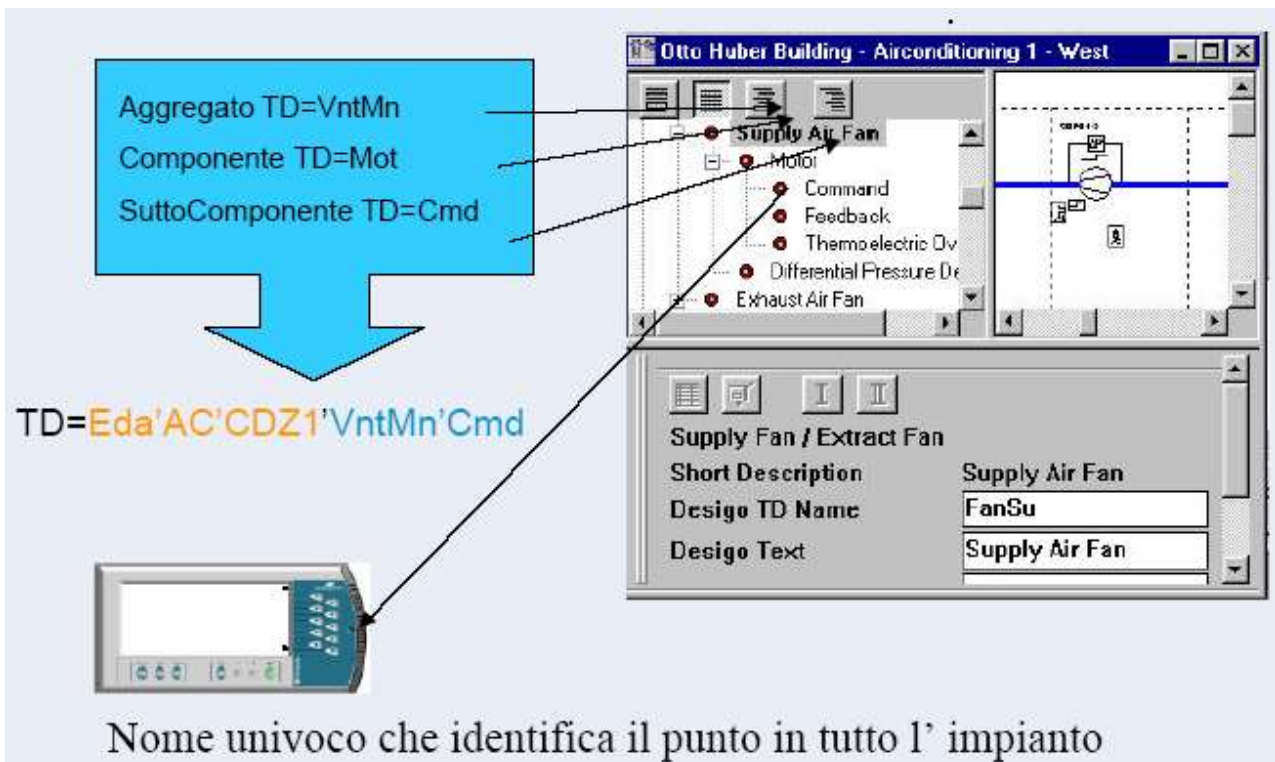 Otto Huber Building - Airconditioning 1 - West
Aggregato TD=VntMn
Componente TD=Mot
SuttoComponente TD=Cmd
Supply Air Fan
Motor
Command
Feedback
Thermoelectric Ov
Differential Pressure De
Exhaust Air Fan
TD=Eda'AC'CDZ1'VntMn'Cmd
Supply Fan / Extract Fan
Short Description Supply Air Fan
Desigo TD Name FanSu
Desigo Text Supply Air Fan
Nome univoco che identifica il punto in tutto l' impianto